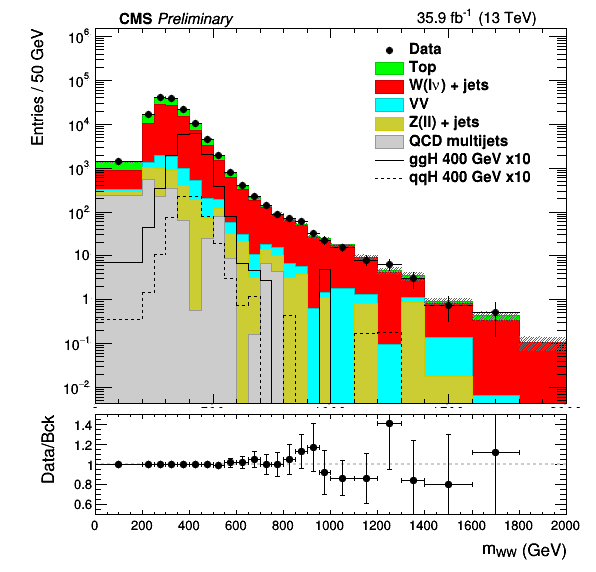 CMS Preliminary 35.9 fb⁻¹ (13 TeV)
Entries / 50 GeV
10⁶
10⁵
10⁴
10³
10²
10
1
10⁻¹
10⁻²
Data
Top
W(lν) + jets
VV
Z(ll) + jets
QCD multijets
ggH 400 GeV x10
qqH 400 GeV x10
Data/Bck
1.4
1.2
1
0.8
0.6
0 200 400 600 800 1000 1200 1400 1600 1800 2000
mWW (GeV)